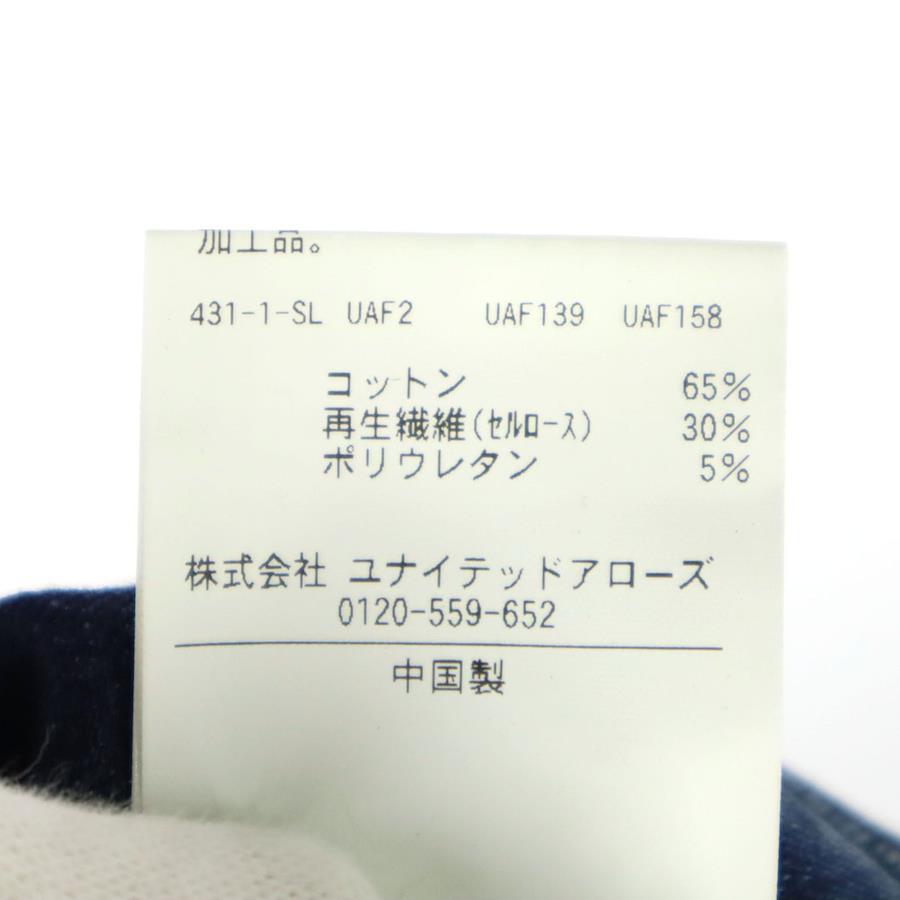 加工品。
431-1-SL UAF2 UAF139 UAF158
コットン 65%
再生繊維(ｾﾙﾛｰｽ) 30%
ポリウレタン 5%
株式会社 ユナイテッドアローズ
0120-559-652
中国製